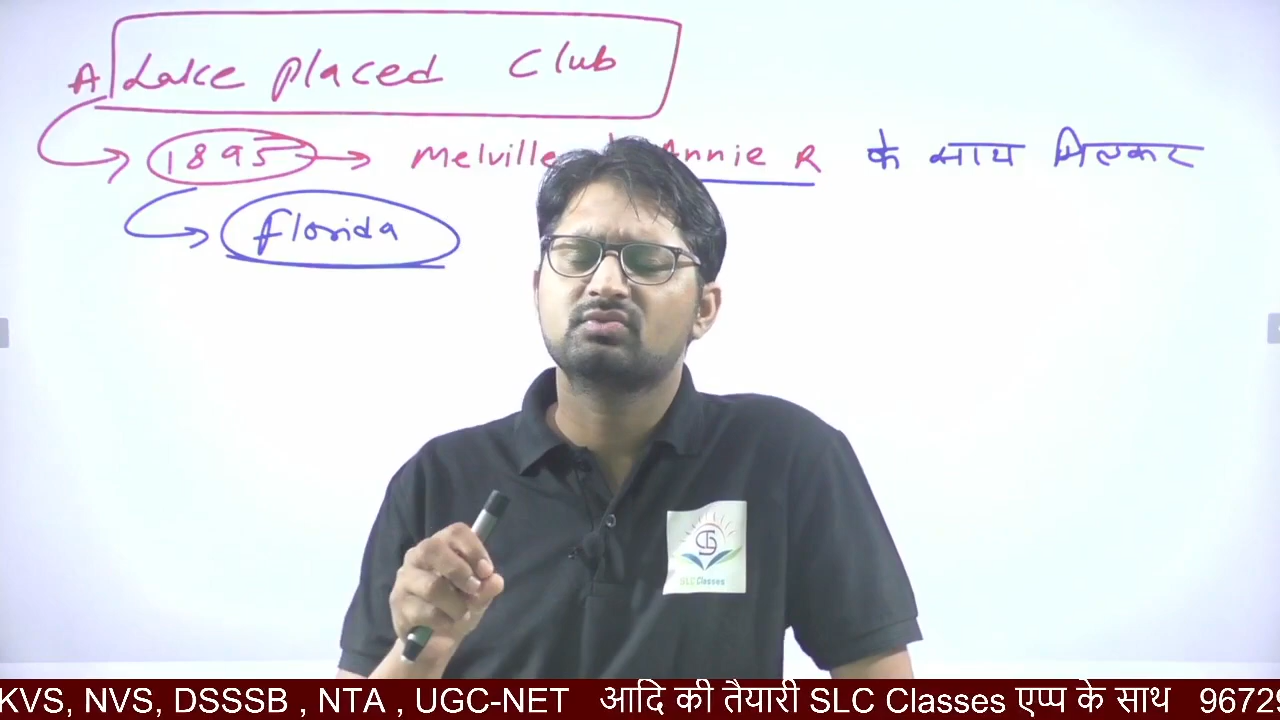 A Lake placed Club
1895 → Melville Annie R के साथ मिलकर
Florida
SLC Classes
KVS, NVS, DSSSB , NTA , UGC-NET आदि की तैयारी SLC Classes एप्प के साथ 96729